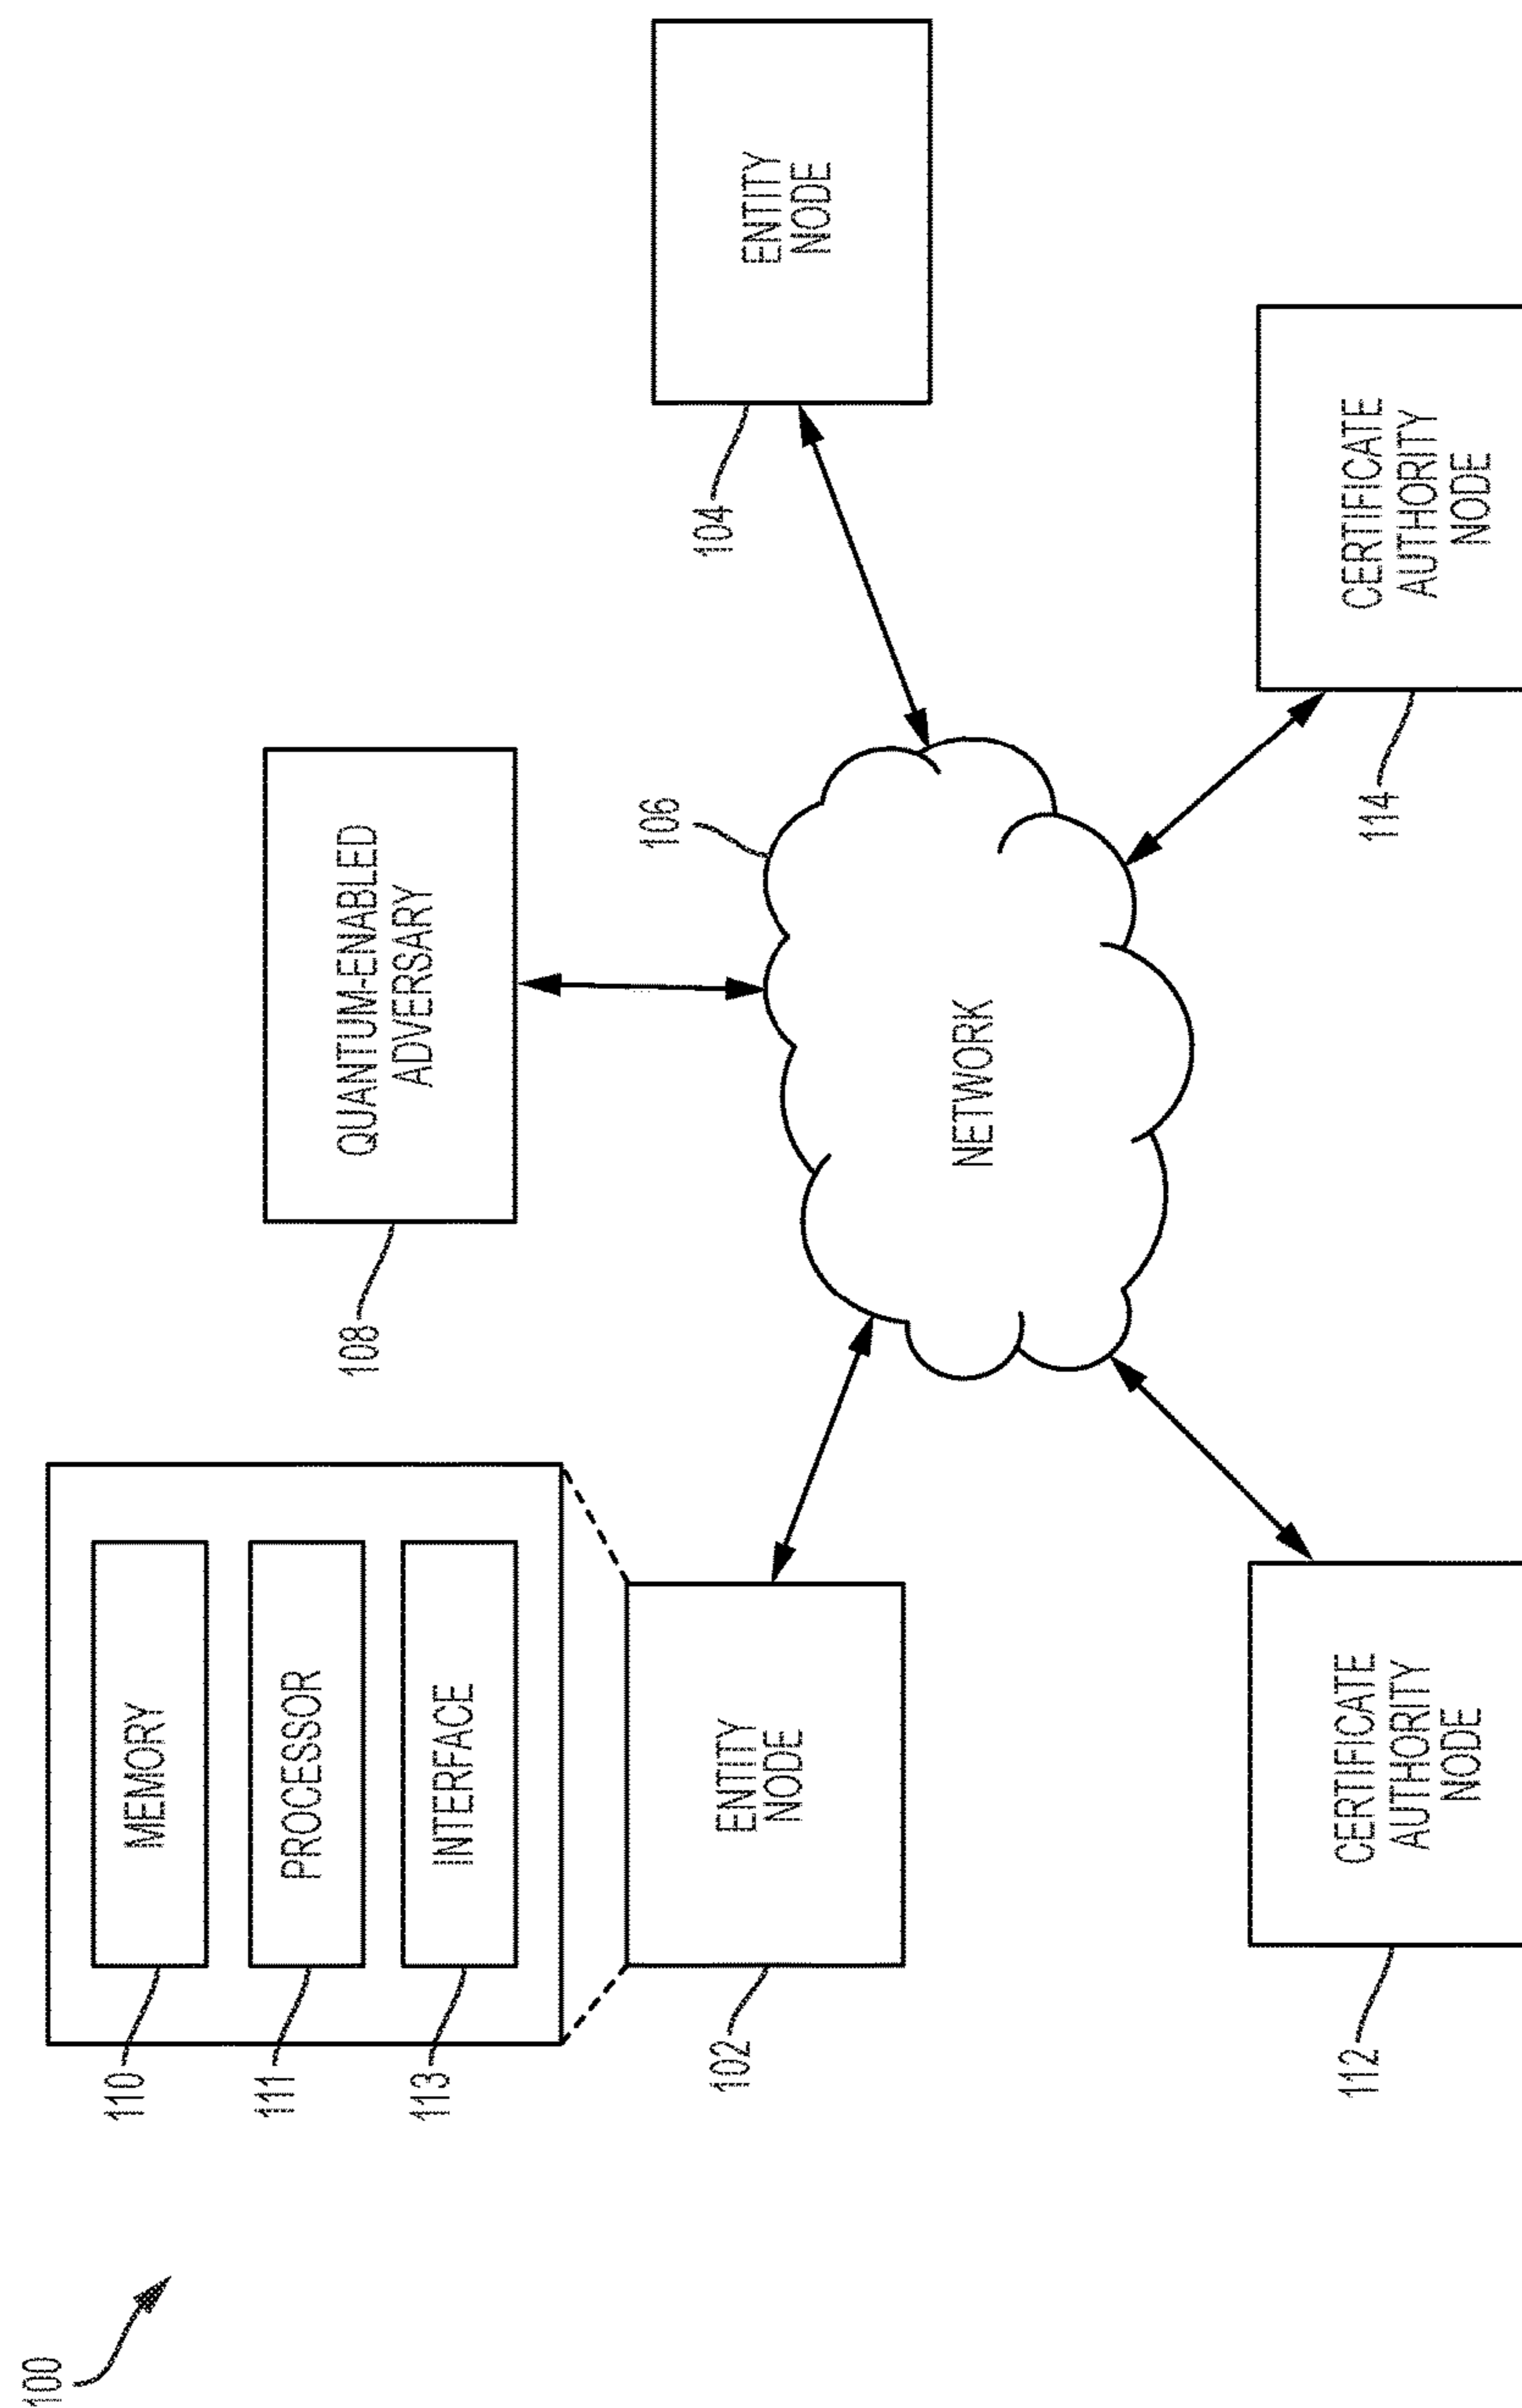 100
110
MEMORY
111
PROCESSOR
113
INTERFACE
102
ENTITY
NODE
108
QUANTUM-ENABLED
ADVERSARY
104
ENTITY
NODE
106
NETWORK
112
CERTIFICATE
AUTHORITY
NODE
114
CERTIFICATE
AUTHORITY
NODE